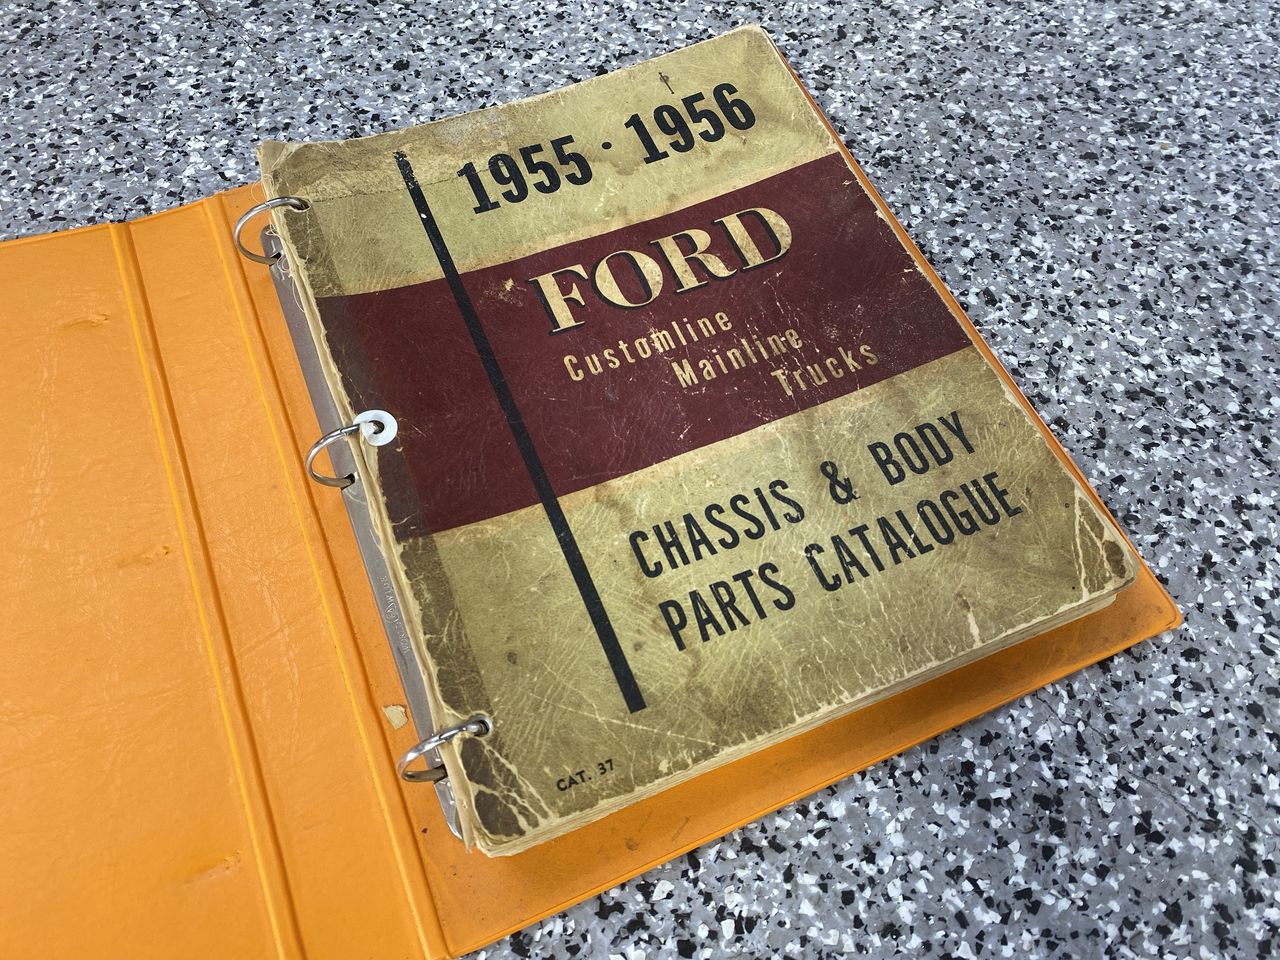 1955 · 1956
FORD
Customline
Mainline
Trucks
CHASSIS & BODY
PARTS CATALOGUE
CAT. 37